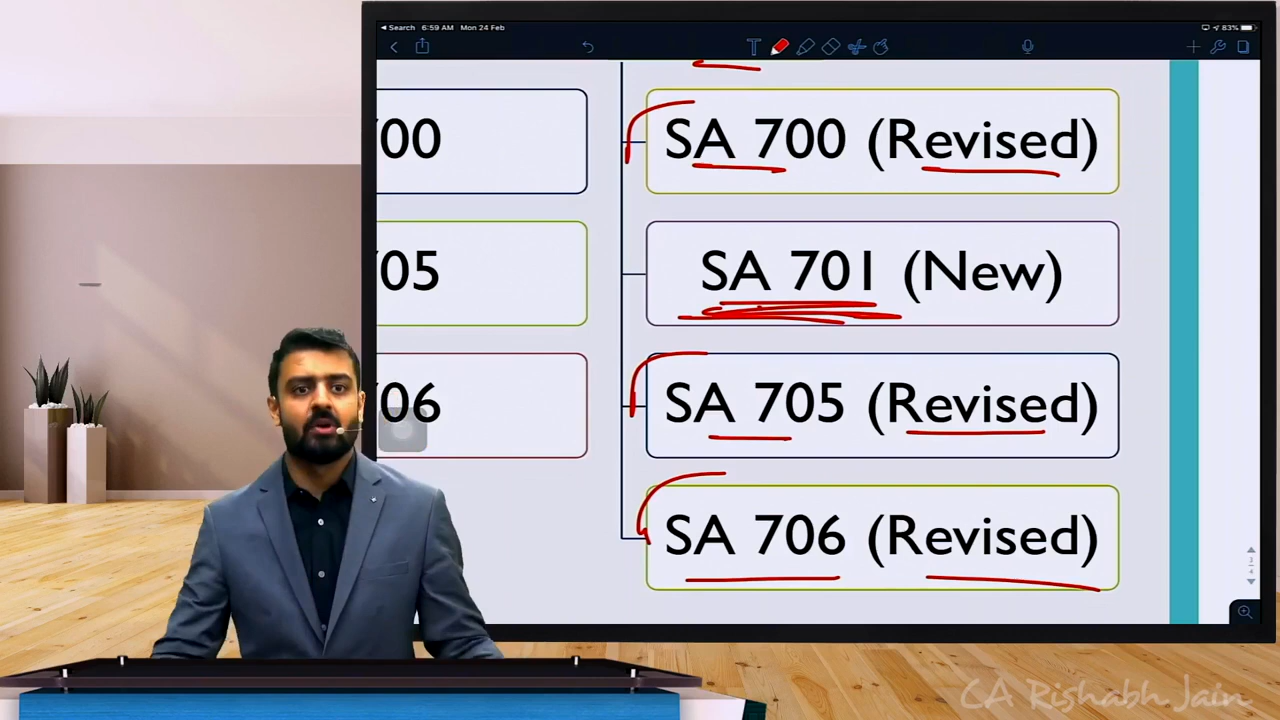 Search 6:59 AM Mon 24 Feb 83%
T
00 SA 700 (Revised)
05 SA 701 (New)
06 SA 705 (Revised)
SA 706 (Revised)
CA Rishabh Jain